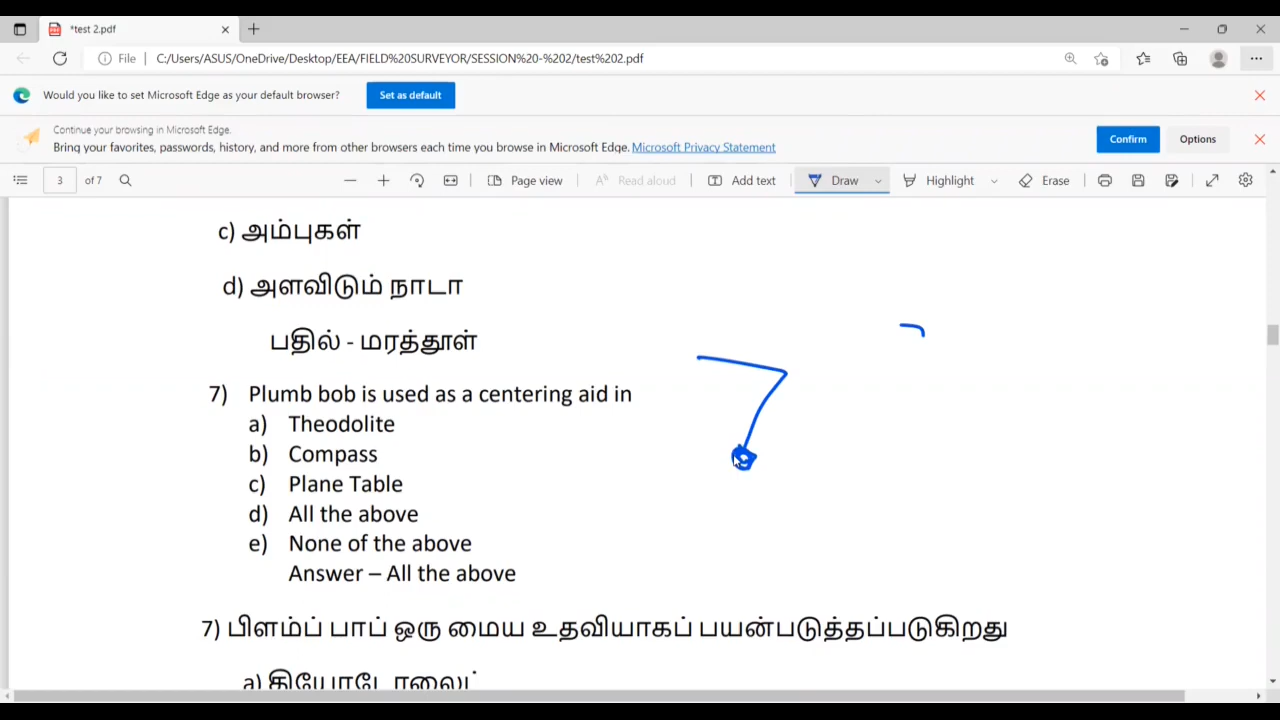 *test 2.pdf
File C:/Users/ASUS/OneDrive/Desktop/EEA/FIELD%20SURVEYOR/SESSION%20-%202/test%202.pdf
Would you like to set Microsoft Edge as your default browser? Set as default
Continue your browsing in Microsoft Edge.
Bring your favorites, passwords, history, and more from other browsers each time you browse in Microsoft Edge. Microsoft Privacy Statement
Confirm Options
3 of 7 Page view Read aloud Add text Draw Highlight Erase
c) அம்புகள்
d) அளவிடும் நாடா
பதில் - மரத்தூள்
7) Plumb bob is used as a centering aid in
a) Theodolite
b) Compass
c) Plane Table
d) All the above
e) None of the above
Answer – All the above
7) பிளம்ப் பாப் ஒரு மைய உதவியாகப் பயன்படுத்தப்படுகிறது